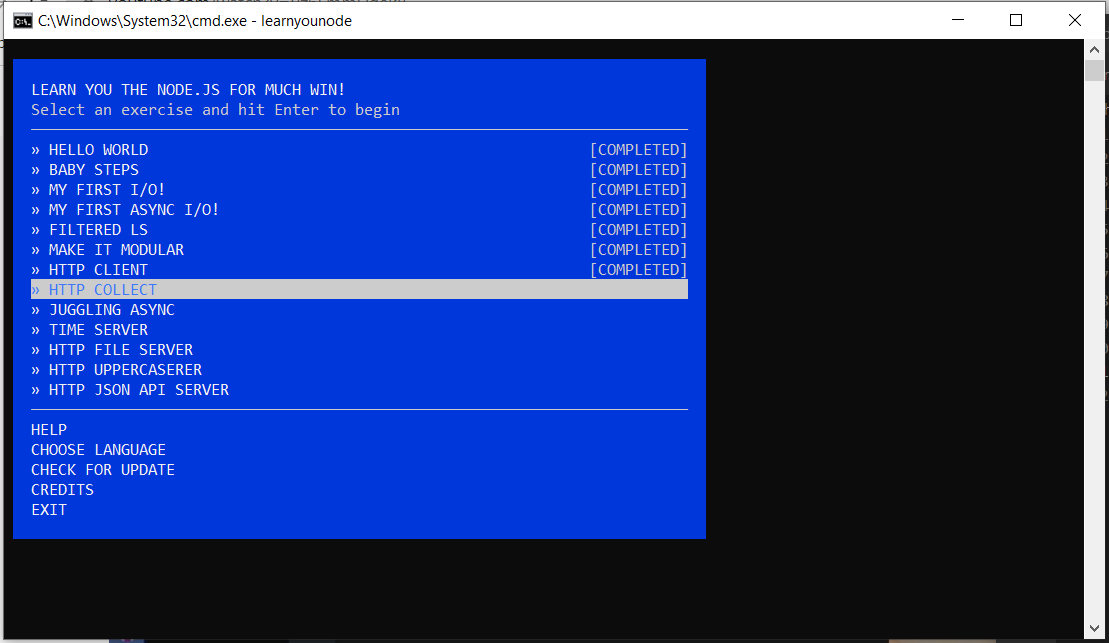 C:\Windows\System32\cmd.exe - learnyounode
LEARN YOU THE NODE.JS FOR MUCH WIN!
Select an exercise and hit Enter to begin
» HELLO WORLD [COMPLETED]
» BABY STEPS [COMPLETED]
» MY FIRST I/O! [COMPLETED]
» MY FIRST ASYNC I/O! [COMPLETED]
» FILTERED LS [COMPLETED]
» MAKE IT MODULAR [COMPLETED]
» HTTP CLIENT [COMPLETED]
» HTTP COLLECT
» JUGGLING ASYNC
» TIME SERVER
» HTTP FILE SERVER
» HTTP UPPERCASERER
» HTTP JSON API SERVER
HELP
CHOOSE LANGUAGE
CHECK FOR UPDATE
CREDITS
EXIT